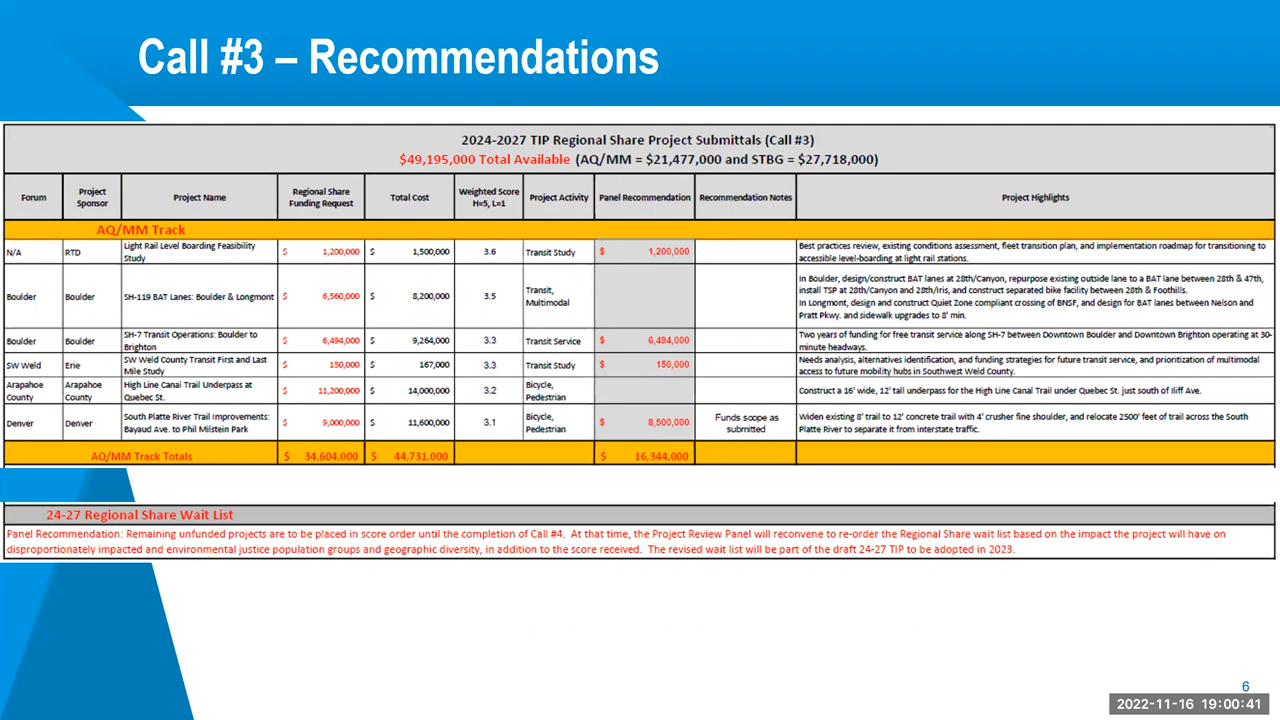 Call #3 – Recommendations
2024-2027 TIP Regional Share Project Submittals (Call #3)
$49,195,000 Total Available (AQ/MM = $21,477,000 and STBG = $27,718,000)
Forum Project Sponsor Project Name Regional Share Funding Request Total Cost Weighted Score H=5, L=1 Project Activity Panel Recommendation Recommendation Notes Project Highlights
AQ/MM Track
N/A RTD Light Rail Level Boarding Feasibility Study $ 1,200,000 $ 1,500,000 3.6 Transit Study $ 1,200,000 Best practices review, existing conditions assessment, fleet transition plan, and implementation roadmap for transitioning to
accessible level-boarding at light rail stations.
Boulder Boulder SH-119 BAT Lanes: Boulder & Longmont $ 6,560,000 $ 8,200,000 3.5 Transit, Multimodal In Boulder, design/construct BAT lanes at 28th/Canyon, repurpose existing outside lane to a BAT lane between 28th & 47th,
install TSP at 28th/Canyon and 28th/Iris, and construct separated bike facility between 28th & Foothills.
In Longmont, design and construct Quiet Zone compliant crossing of BNSF, and design for BAT lanes between Nelson and
Pratt Pkwy. and sidewalk upgrades to 8' min.
Boulder Boulder SH-7 Transit Operations: Boulder to Brighton $ 6,494,000 $ 9,264,000 3.3 Transit Service $ 6,494,000 Two years of funding for free transit service along SH-7 between Downtown Boulder and Downtown Brighton operating at 30-
minute headways.
SW Weld Erie SW Weld County Transit First and Last Mile Study $ 150,000 $ 167,000 3.3 Transit Study $ 150,000 Needs analysis, alternatives identification, and funding strategies for future transit service, and prioritization of multimodal
access to future mobility hubs in Southwest Weld County.
Arapahoe County Arapahoe County High Line Canal Trail Underpass at Quebec St. $ 11,200,000 $ 14,000,000 3.2 Bicycle, Pedestrian Construct a 16' wide, 12' tall underpass for the High Line Canal Trail under Quebec St. just south of Iliff Ave.
Denver Denver South Platte River Trail Improvements: Bayaud Ave. to Phil Milstein Park $ 9,000,000 $ 11,600,000 3.1 Bicycle, Pedestrian $ 8,500,000 Funds scope as submitted Widen existing 8' trail to 12' concrete trail with 4' crusher fine shoulder, and relocate 2500' feet of trail across the South
Platte River to separate it from interstate traffic.
AQ/MM Track Totals $ 34,604,000 $ 44,731,000 $ 16,344,000
24-27 Regional Share Wait List
Panel Recommendation: Remaining unfunded projects are to be placed in score order until the completion of Call #4. At that time, the Project Review Panel will reconvene to re-order the Regional Share wait list based on the impact the project will have on
disproportionately impacted and environmental justice population groups and geographic diversity, in addition to the score received. The revised wait list will be part of the draft 24-27 TIP to be adopted in 2023.
6
2022-11-16 19:00:41